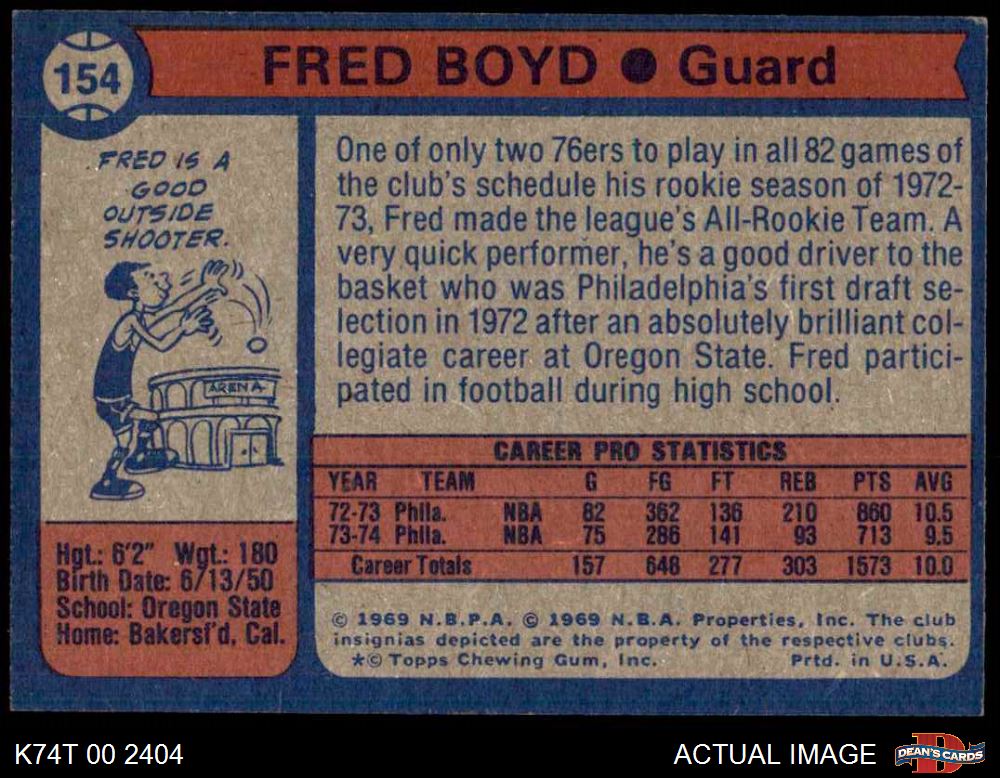 154
FRED BOYD ● Guard
FRED IS A
GOOD
OUTSIDE
SHOOTER.
ARENA
Hgt.: 6'2" Wgt.: 180
Birth Date: 6/13/50
School: Oregon State
Home: Bakersf'd, Cal.
One of only two 76ers to play in all 82 games of
the club's schedule his rookie season of 1972-
73, Fred made the league's All-Rookie Team. A
very quick performer, he's a good driver to the
basket who was Philadelphia's first draft se-
lection in 1972 after an absolutely brilliant col-
legiate career at Oregon State. Fred partici-
pated in football during high school.
CAREER PRO STATISTICS
YEAR TEAM G FG FT REB PTS AVG
72-73 Phila. NBA 82 362 136 210 860 10.5
73-74 Phila. NBA 75 286 141 93 713 9.5
Career Totals 157 648 277 303 1573 10.0
© 1969 N.B.P.A. © 1969 N.B.A. Properties, Inc. The club
insignias depicted are the property of the respective clubs.
*© Topps Chewing Gum, Inc. Prtd. in U.S.A.
K74T 00 2404
ACTUAL IMAGE
DEAN'S CARDS